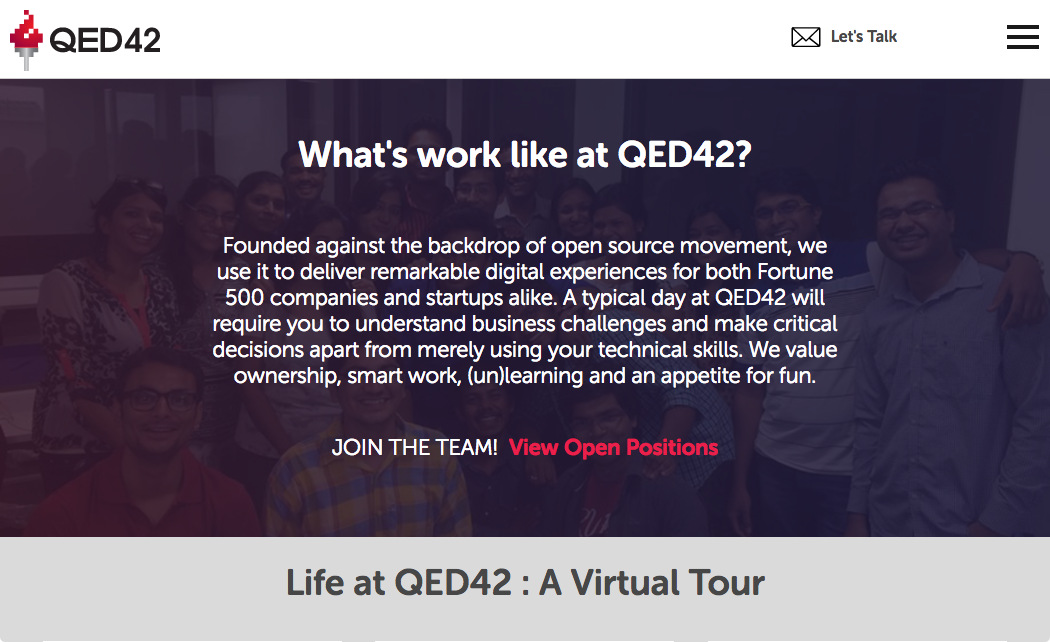 QED42
Let's Talk
What's work like at QED42?
Founded against the backdrop of open source movement, we
use it to deliver remarkable digital experiences for both Fortune
500 companies and startups alike. A typical day at QED42 will
require you to understand business challenges and make critical
decisions apart from merely using your technical skills. We value
ownership, smart work, (un)learning and an appetite for fun.
JOIN THE TEAM! View Open Positions
Life at QED42 : A Virtual Tour